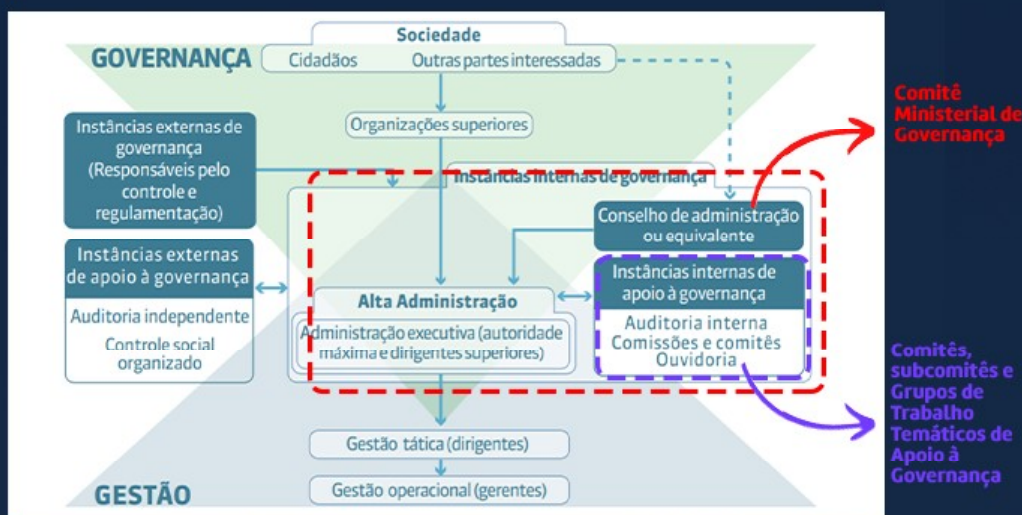 Sociedade
GOVERNANÇA
Cidadãos
Outras partes interessadas
Instâncias externas de
governança
(Responsáveis pelo
controle e
regulamentação)
Organizações superiores
Instâncias internas de governança
Conselho de administração
ou equivalente
Instâncias externas
de apoio à governança
Auditoria independente
Controle social
organizado
Alta Administração
Administração executiva (autoridade
máxima e dirigentes superiores)
Instâncias internas de
apoio à governança
Auditoria interna
Comissões e comitês
Ouvidoria
Gestão tática (dirigentes)
Gestão operacional (gerentes)
GESTÃO
Comitê
Ministerial de
Governança
Comitês,
subcomitês e
Grupos de
Trabalho
Temáticos de
Apoio à
Governança